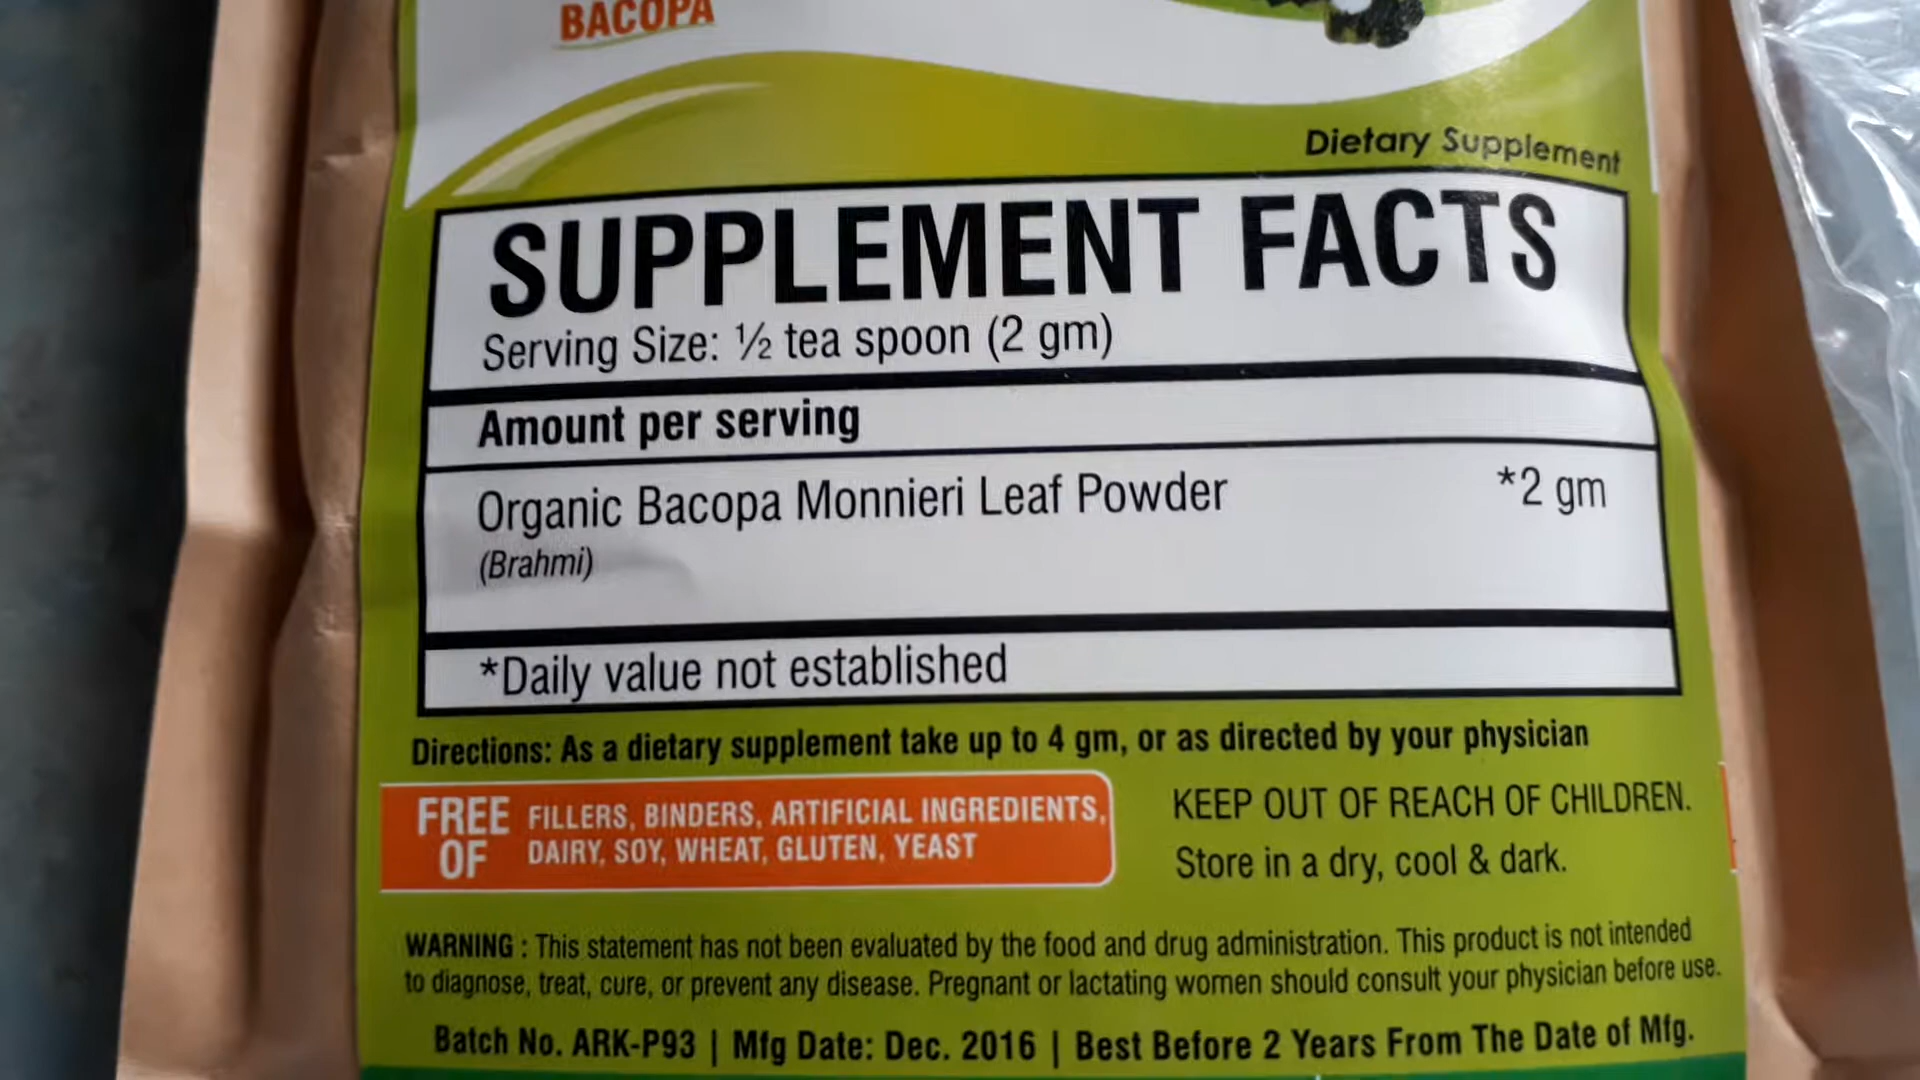 BACOPA
Dietary Supplement
SUPPLEMENT FACTS
Serving Size: ½ tea spoon (2 gm)
Amount per serving
Organic Bacopa Monnieri Leaf Powder *2 gm
(Brahmi)
*Daily value not established
Directions: As a dietary supplement take up to 4 gm, or as directed by your physician
FREE OF
FILLERS, BINDERS, ARTIFICIAL INGREDIENTS,
DAIRY, SOY, WHEAT, GLUTEN, YEAST
KEEP OUT OF REACH OF CHILDREN.
Store in a dry, cool & dark.
WARNING : This statement has not been evaluated by the food and drug administration. This product is not intended
to diagnose, treat, cure, or prevent any disease. Pregnant or lactating women should consult your physician before use.
Batch No. ARK-P93 | Mfg Date: Dec. 2016 | Best Before 2 Years From The Date of Mfg.